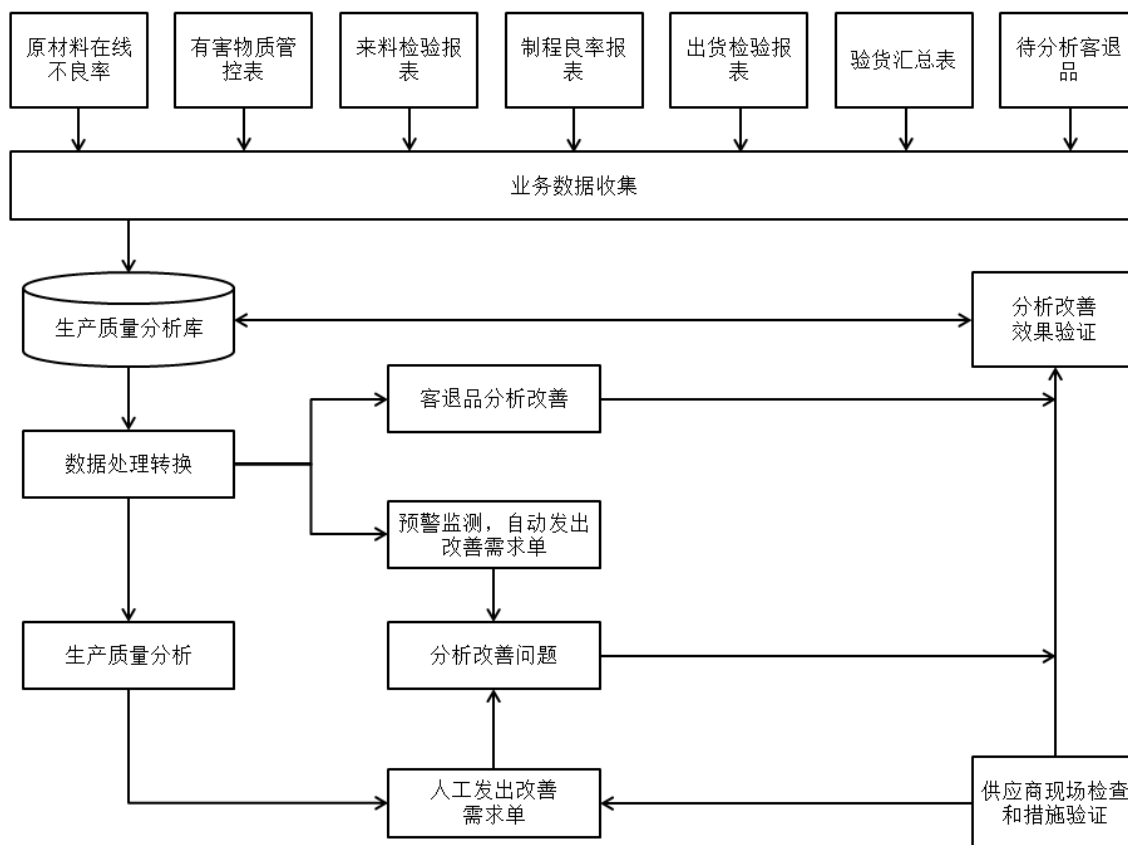 原材料在线
不良率
有害物质管
控表
来料检验报
表
制程良率报
表
出货检验报
表
验货汇总表
待分析客退
品
业务数据收集
生产质量分析库
分析改善
效果验证
客退品分析改善
数据处理转换
预警监测，自动发出
改善需求单
生产质量分析
分析改善问题
人工发出改善
需求单
供应商现场检查
和措施验证